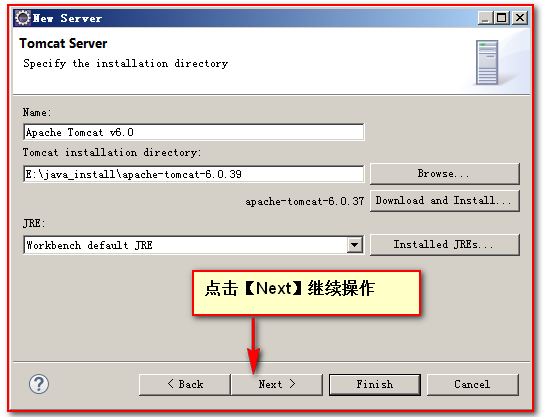 New Server
Tomcat Server
Specify the installation directory
Name:
Apache Tomcat v6.0
Tomcat installation directory:
E:\java_install\apache-tomcat-6.0.39
Browse...
apache-tomcat-6.0.37
Download and Install...
JRE:
Workbench default JRE
Installed JREs...
点击【Next】继续操作
?
< Back
Next >
Finish
Cancel